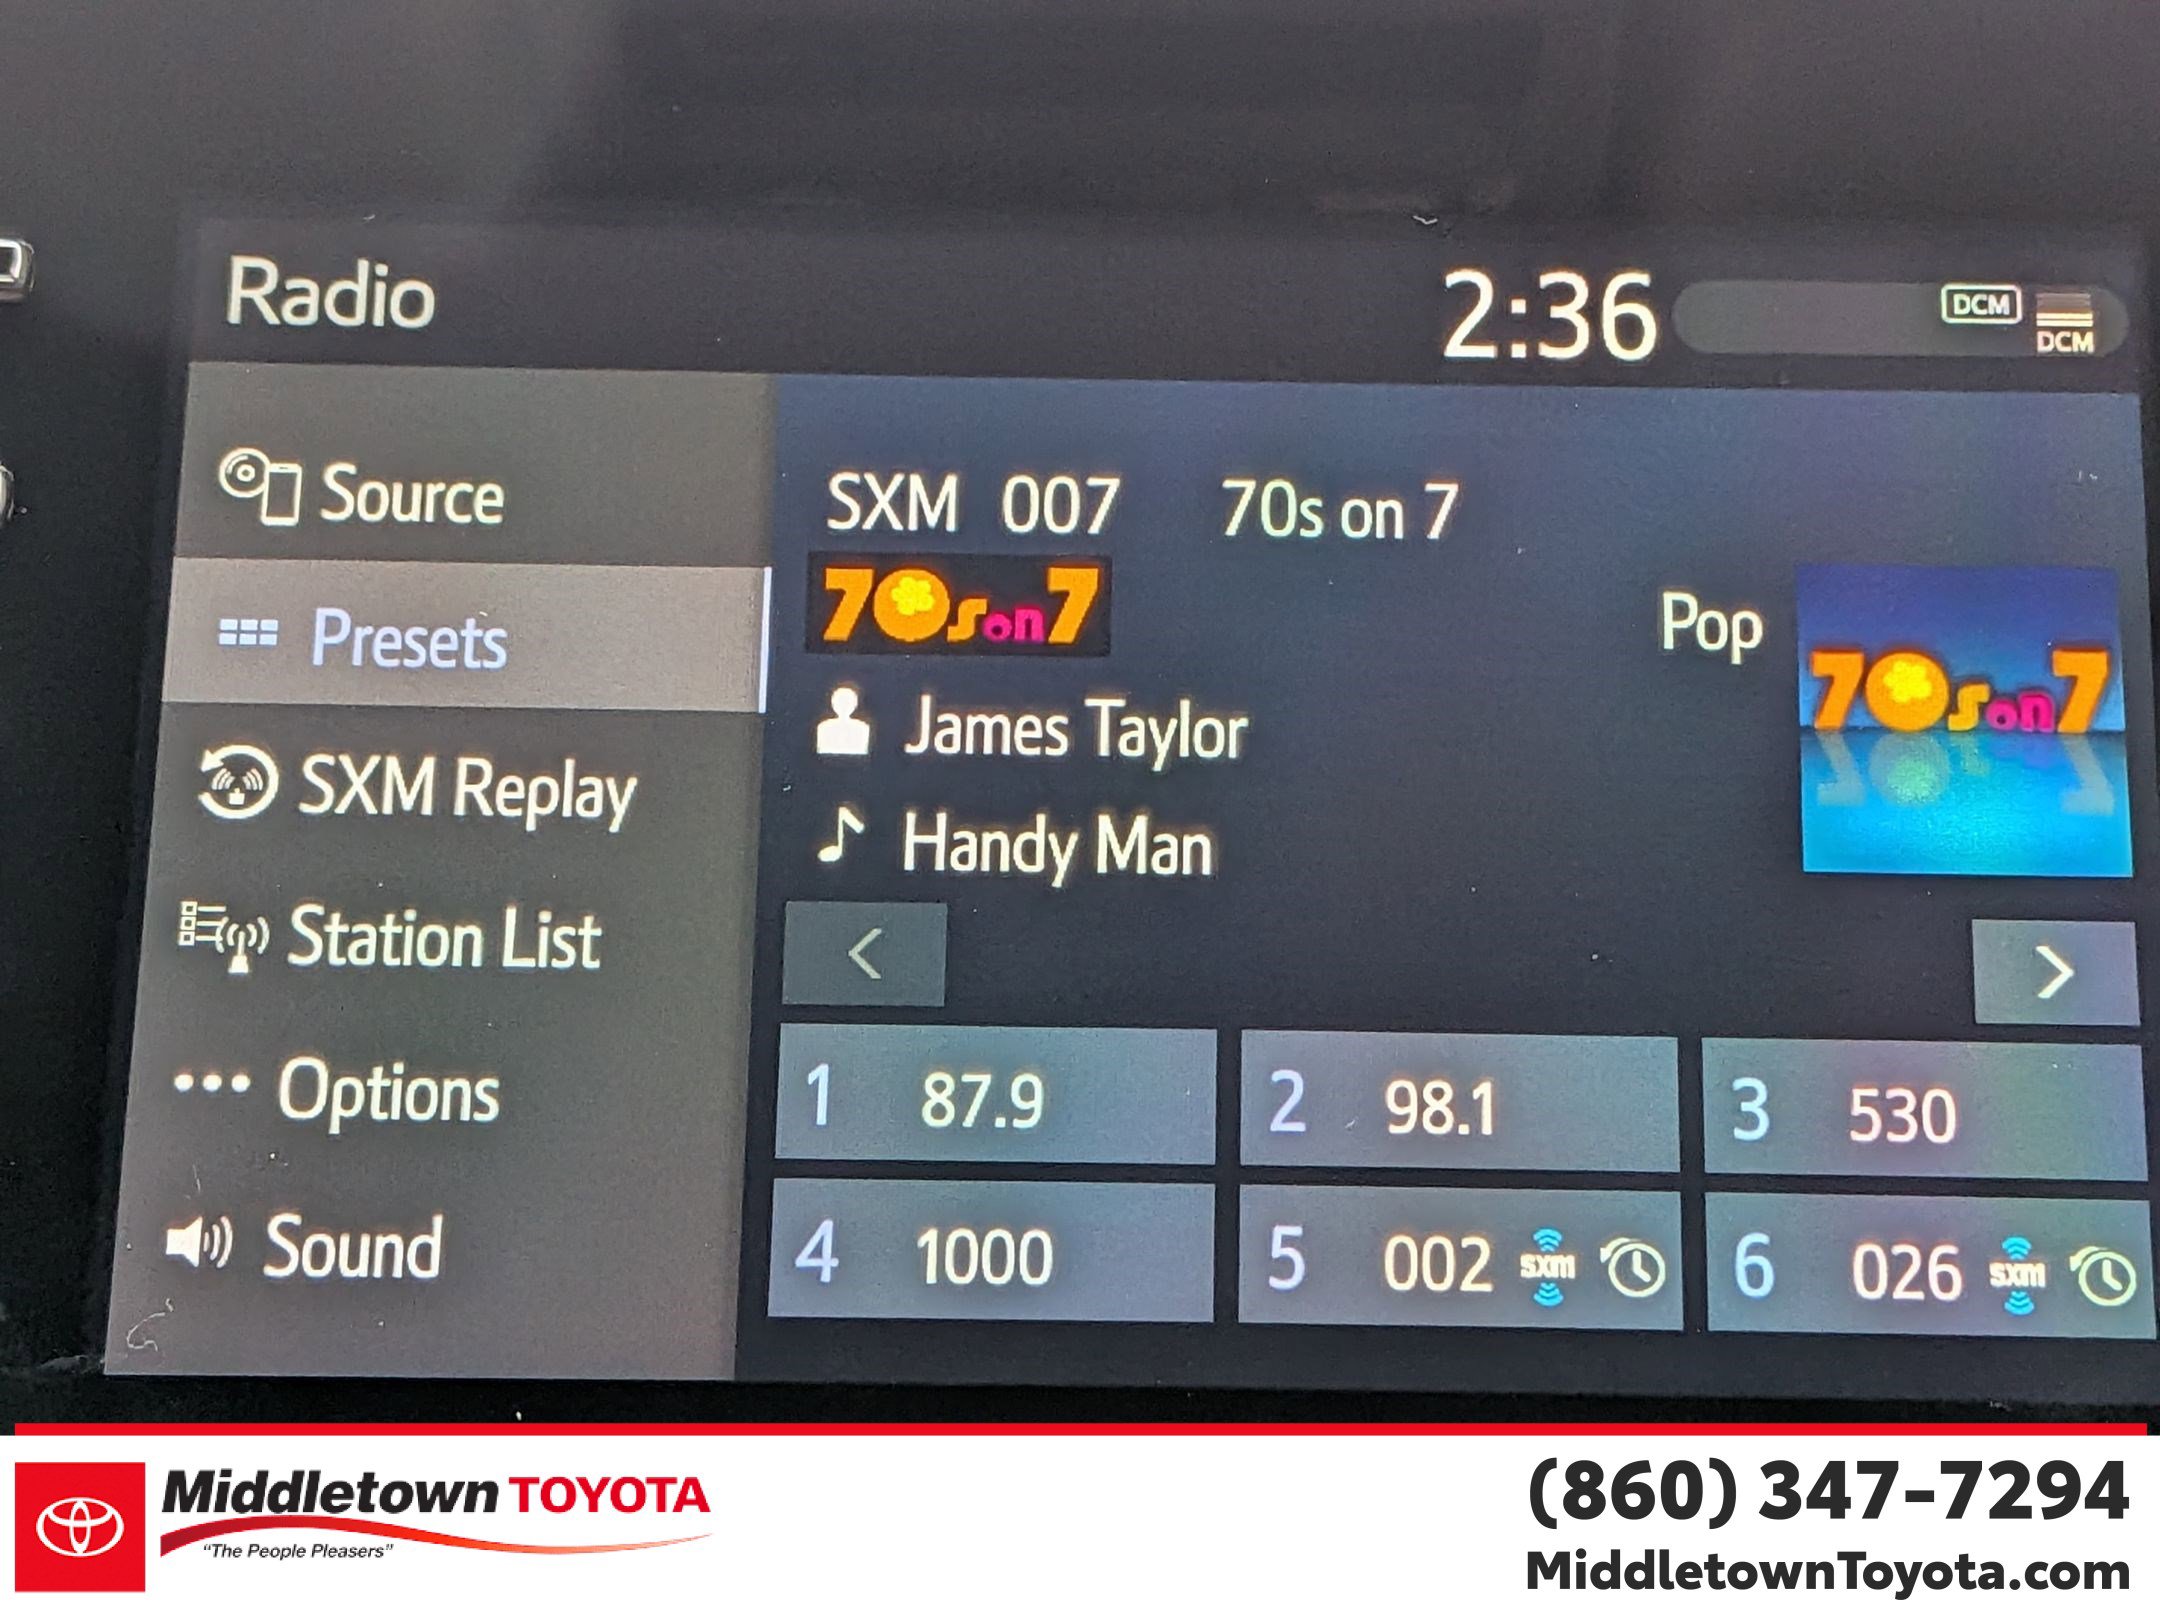 Radio
2:36
DCM
DCM
Source
Presets
SXM Replay
Station List
Options
Sound
SXM 007 70s on 7
70s on 7
Pop
70s on 7
James Taylor
Handy Man
<
>
1 87.9
2 98.1
3 530
4 1000
5 002 sxm
6 026 sxm
Middletown TOYOTA
"The People Pleasers"
(860) 347-7294
MiddletownToyota.com